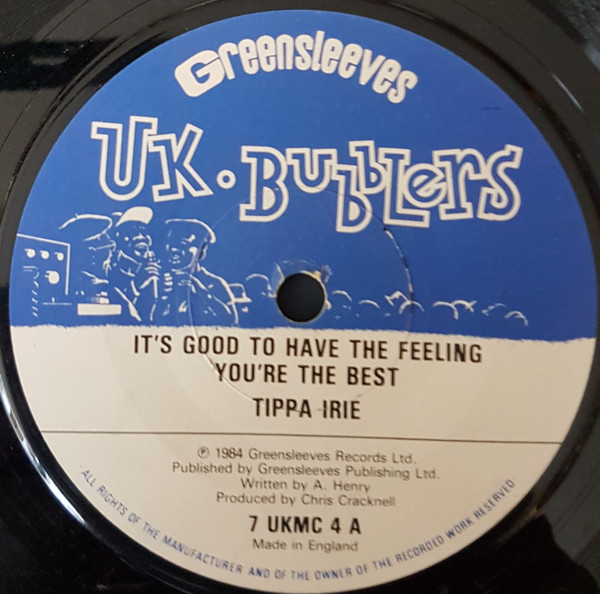 Greensleeves
UK. Bubblers
IT'S GOOD TO HAVE THE FEELING
YOU'RE THE BEST
TIPPA IRIE
℗ 1984 Greensleeves Records Ltd.
Published by Greensleeves Publishing Ltd.
Written by A. Henry
Produced by Chris Cracknell
7 UKMC 4 A
Made in England
ALL RIGHTS OF THE MANUFACTURER AND OF THE OWNER OF THE RECORDED WORK RESERVED